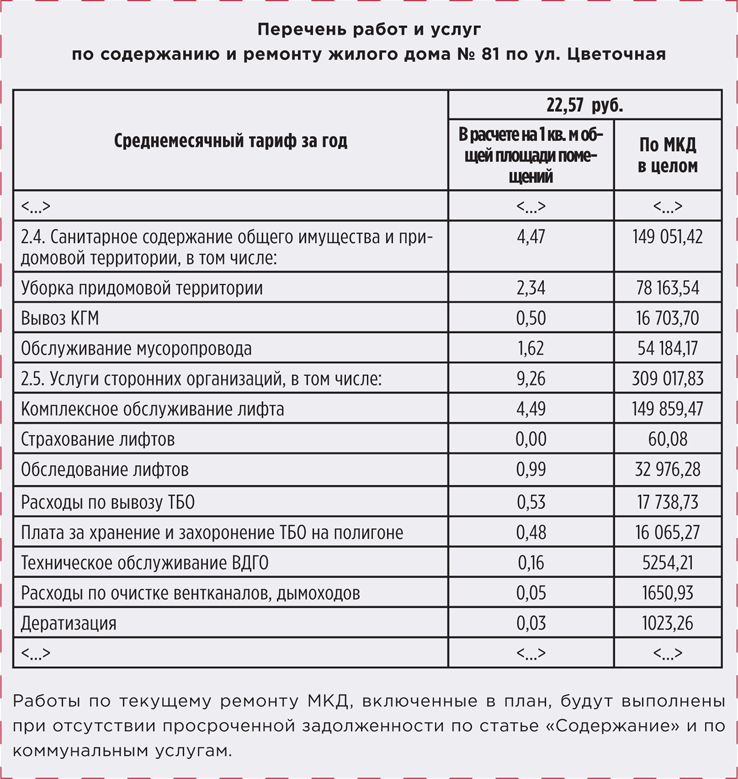 Перечень работ и услуг
по содержанию и ремонту жилого дома № 81 по ул. Цветочная
Среднемесячный тариф за год
22,57 руб.
В расчете на 1 кв. м об-
щей площади поме-
щений
По МКД
в целом
<...> <...> <...>
2.4. Санитарное содержание общего имущества и при- 4,47 149 051,42
домовой территории, в том числе:
Уборка придомовой территории 2,34 78 163,54
Вывоз КГМ 0,50 16 703,70
Обслуживание мусоропровода 1,62 54 184,17
2.5. Услуги сторонних организаций, в том числе: 9,26 309 017,83
Комплексное обслуживание лифта 4,49 149 859,47
Страхование лифтов 0,00 60,08
Обследование лифтов 0,99 32 976,28
Расходы по вывозу ТБО 0,53 17 738,73
Плата за хранение и захоронение ТБО на полигоне 0,48 16 065,27
Техническое обслуживание ВДГО 0,16 5254,21
Расходы по очистке вентканалов, дымоходов 0,05 1650,93
Дератизация 0,03 1023,26
<...> <...> <...>
Работы по текущему ремонту МКД, включенные в план, будут выполнены
при отсутствии просроченной задолженности по статье «Содержание» и по
коммунальным услугам.